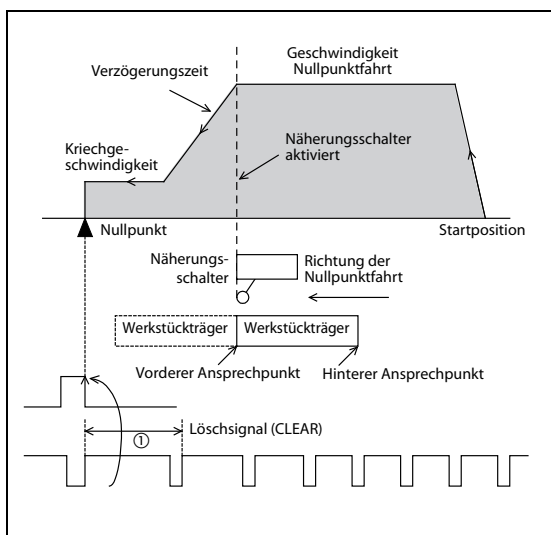 Geschwindigkeit
Nullpunktfahrt
Verzögerungszeit
Näherungsschalter
aktiviert
Kriechge-
schwindigkeit
Nullpunkt
Startposition
Näherungs-
schalter
Richtung der
Nullpunktfahrt
Werkstückträger
Werkstückträger
Vorderer Ansprechpunkt
Hinterer Ansprechpunkt
Löschsignal (CLEAR)
①